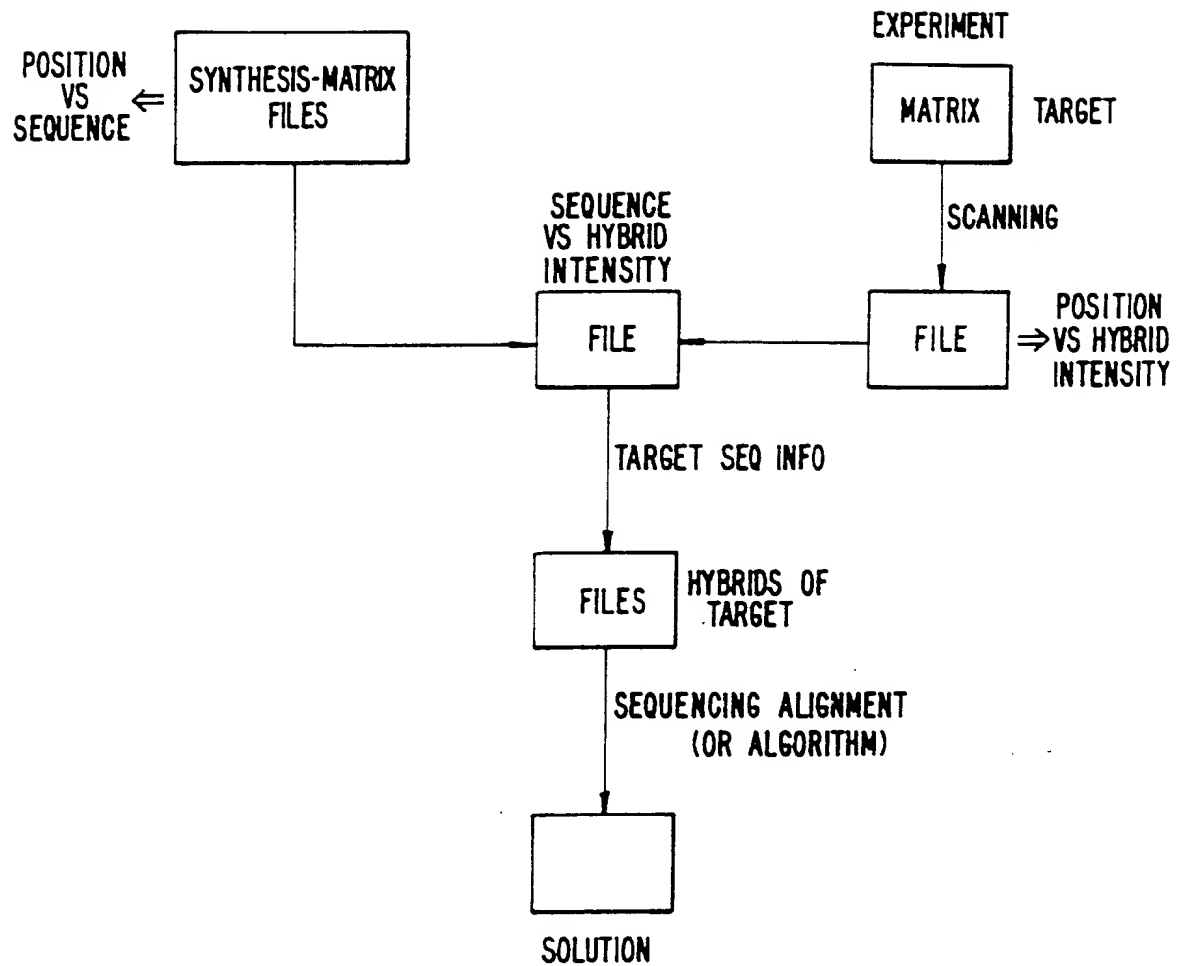 EXPERIMENT
POSITION
VS
SEQUENCE
⇐
SYNTHESIS-MATRIX
FILES
MATRIX
TARGET
SCANNING
SEQUENCE
VS HYBRID
INTENSITY
FILE
FILE
⇒
POSITION
VS HYBRID
INTENSITY
TARGET SEQ INFO
FILES
HYBRIDS OF
TARGET
SEQUENCING ALIGNMENT
(OR ALGORITHM)
SOLUTION